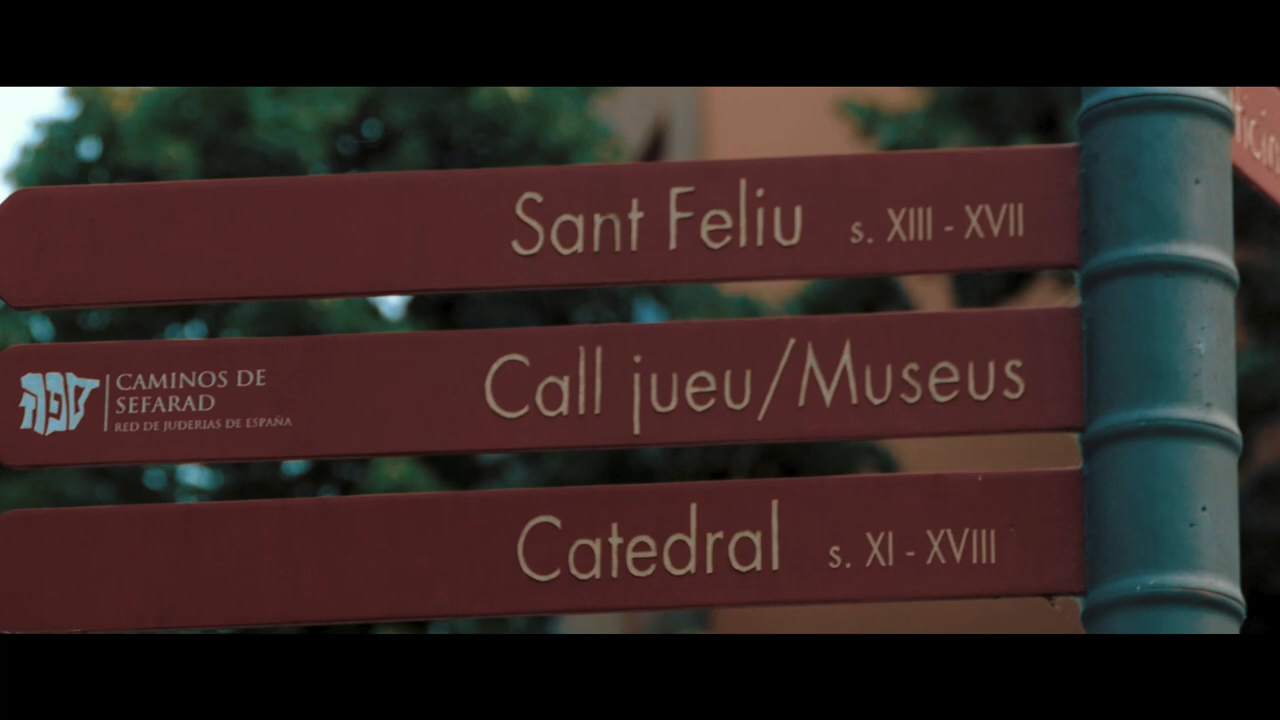 Sant Feliu s. XIII - XVII
CAMINOS DE
SEFARAD
RED DE JUDERIAS DE ESPAÑA
Call jueu/Museus
Catedral s. XI - XVIII